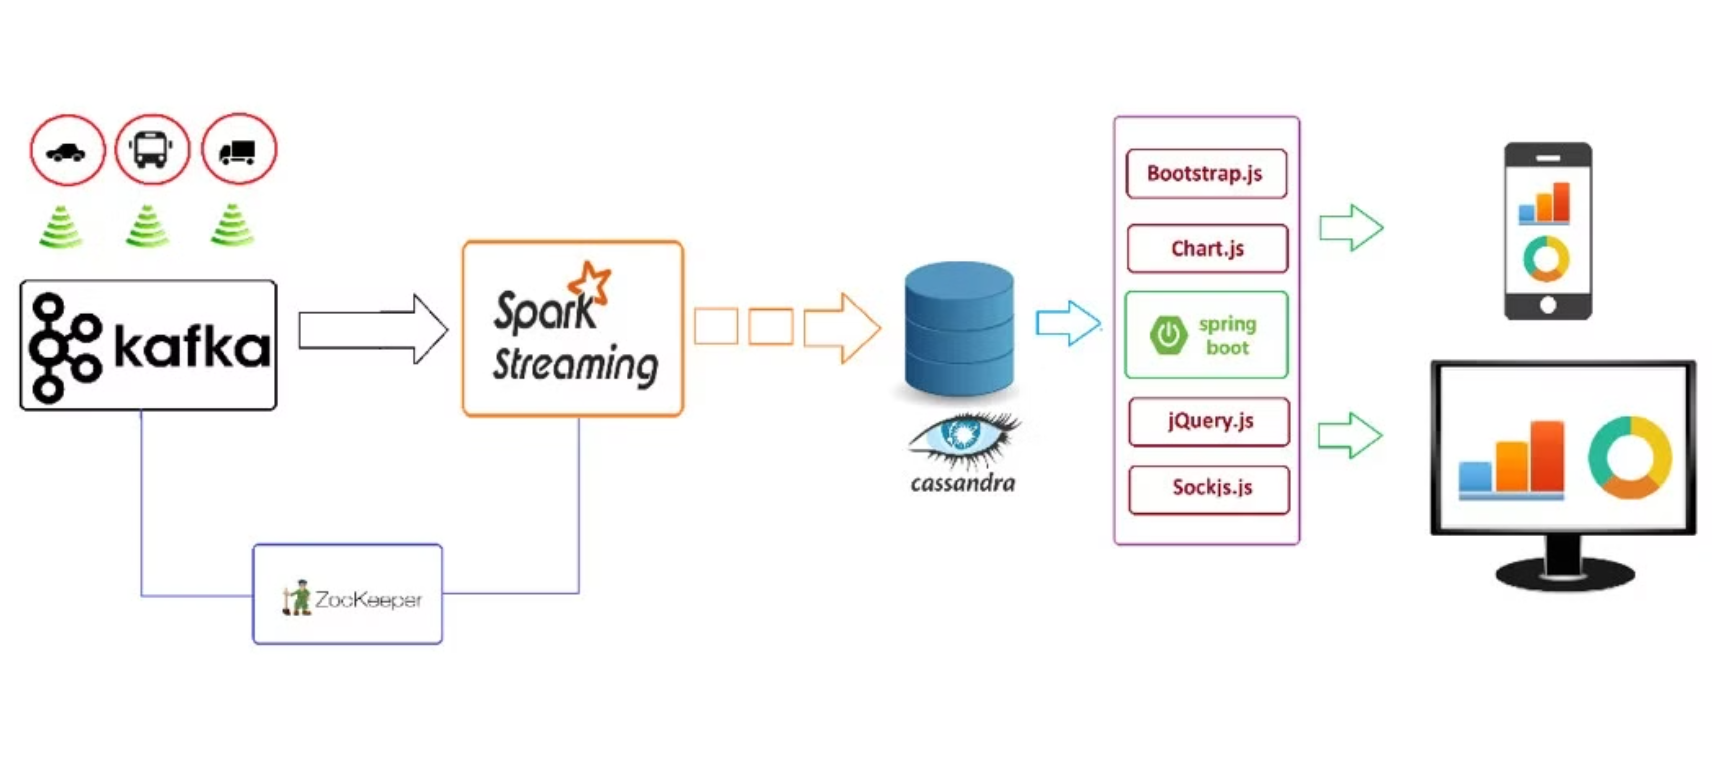 kafka
Spark
Streaming
ZooKeeper
cassandra
Bootstrap.js
Chart.js
spring
boot
jQuery.js
Sockjs.js